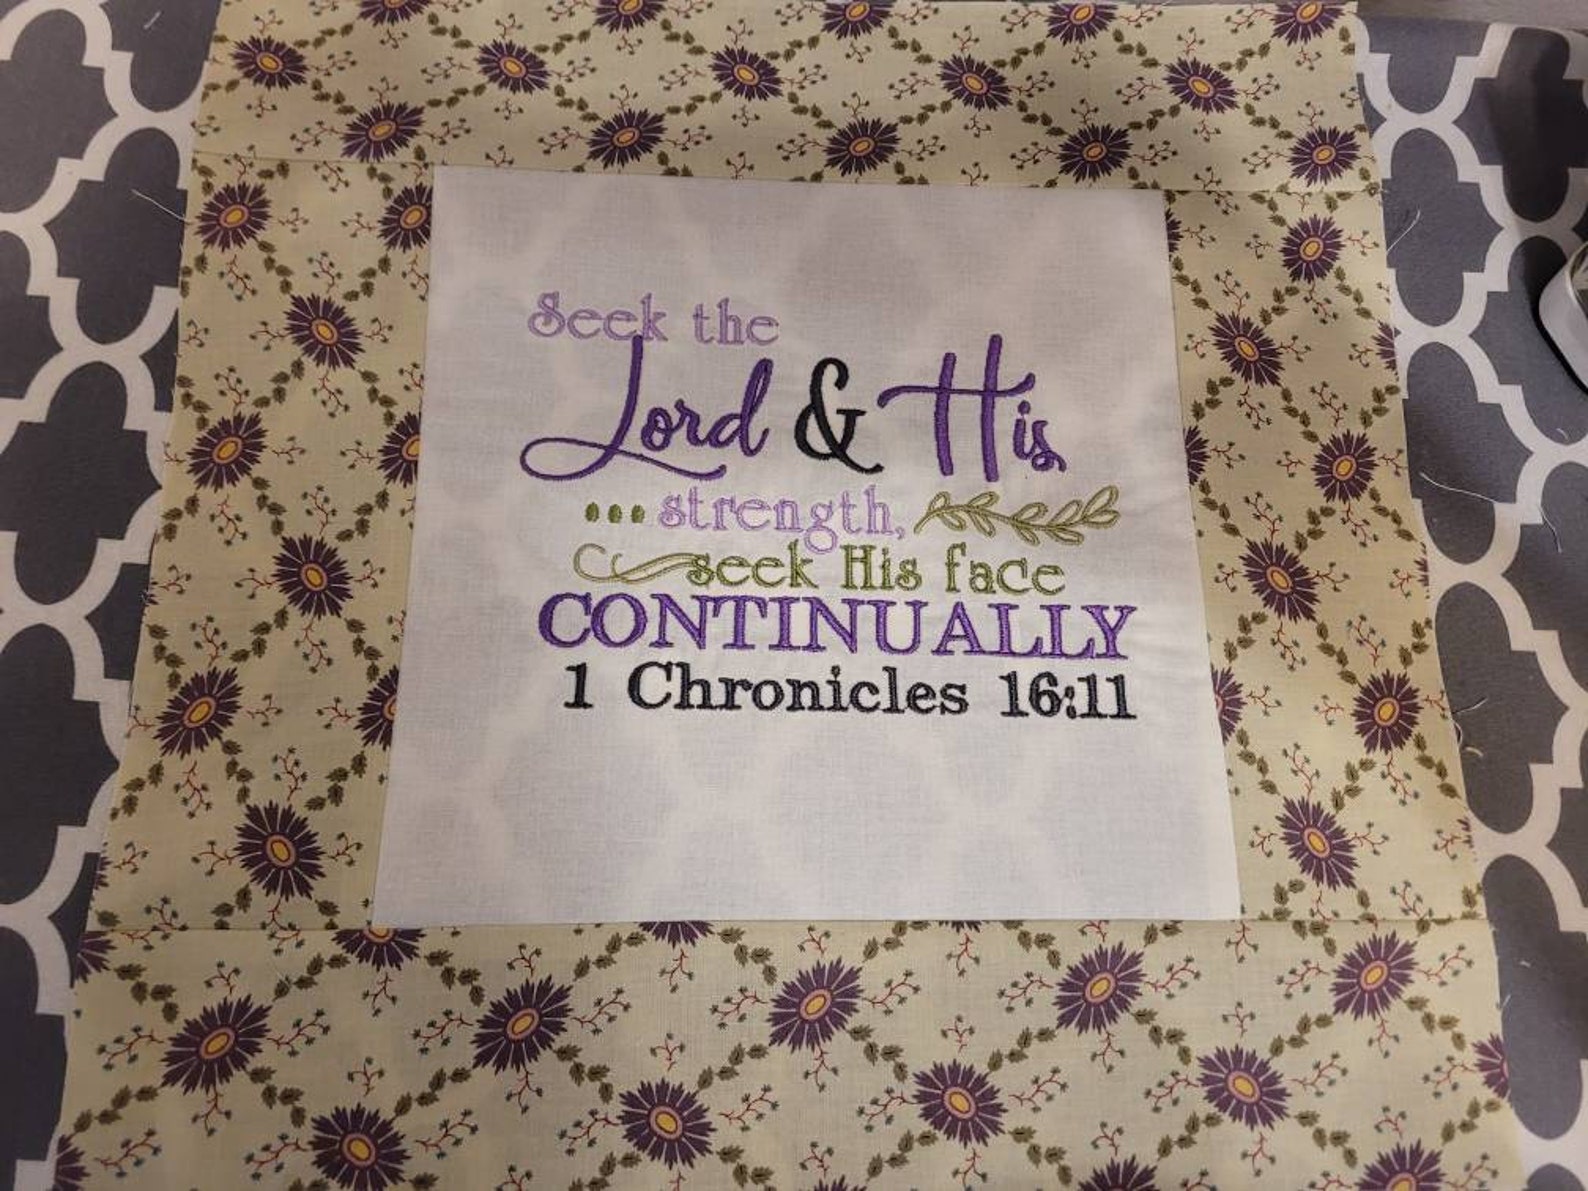 Seek the
Lord & His
...strength,
seek His face
CONTINUALLY
1 Chronicles 16:11